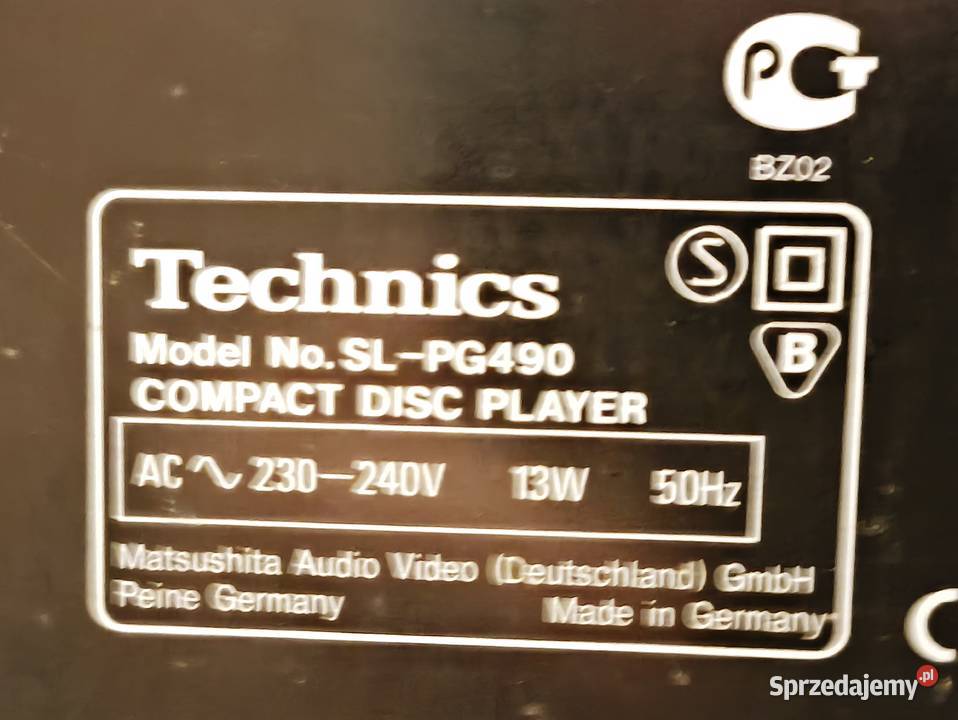 PCT
BZ02
Technics
S
Model No. SL-PG490
B
COMPACT DISC PLAYER
AC ∿ 230-240V 13W 50Hz
Matsushita Audio Video (Deutschland) GmbH
Peine Germany Made in Germany
C
Sprzedajemy.pl